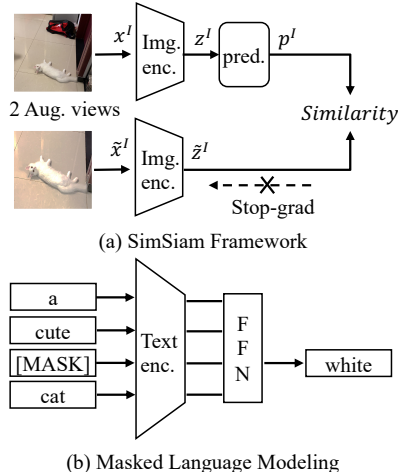 x^I
Img.
enc.
z^I
pred.
p^I
2 Aug. views
Similarity
x̃^I
Img.
enc.
z̃^I
Stop-grad
(a) SimSiam Framework
a
cute
[MASK]
cat
Text
enc.
F
F
N
white
(b) Masked Language Modeling